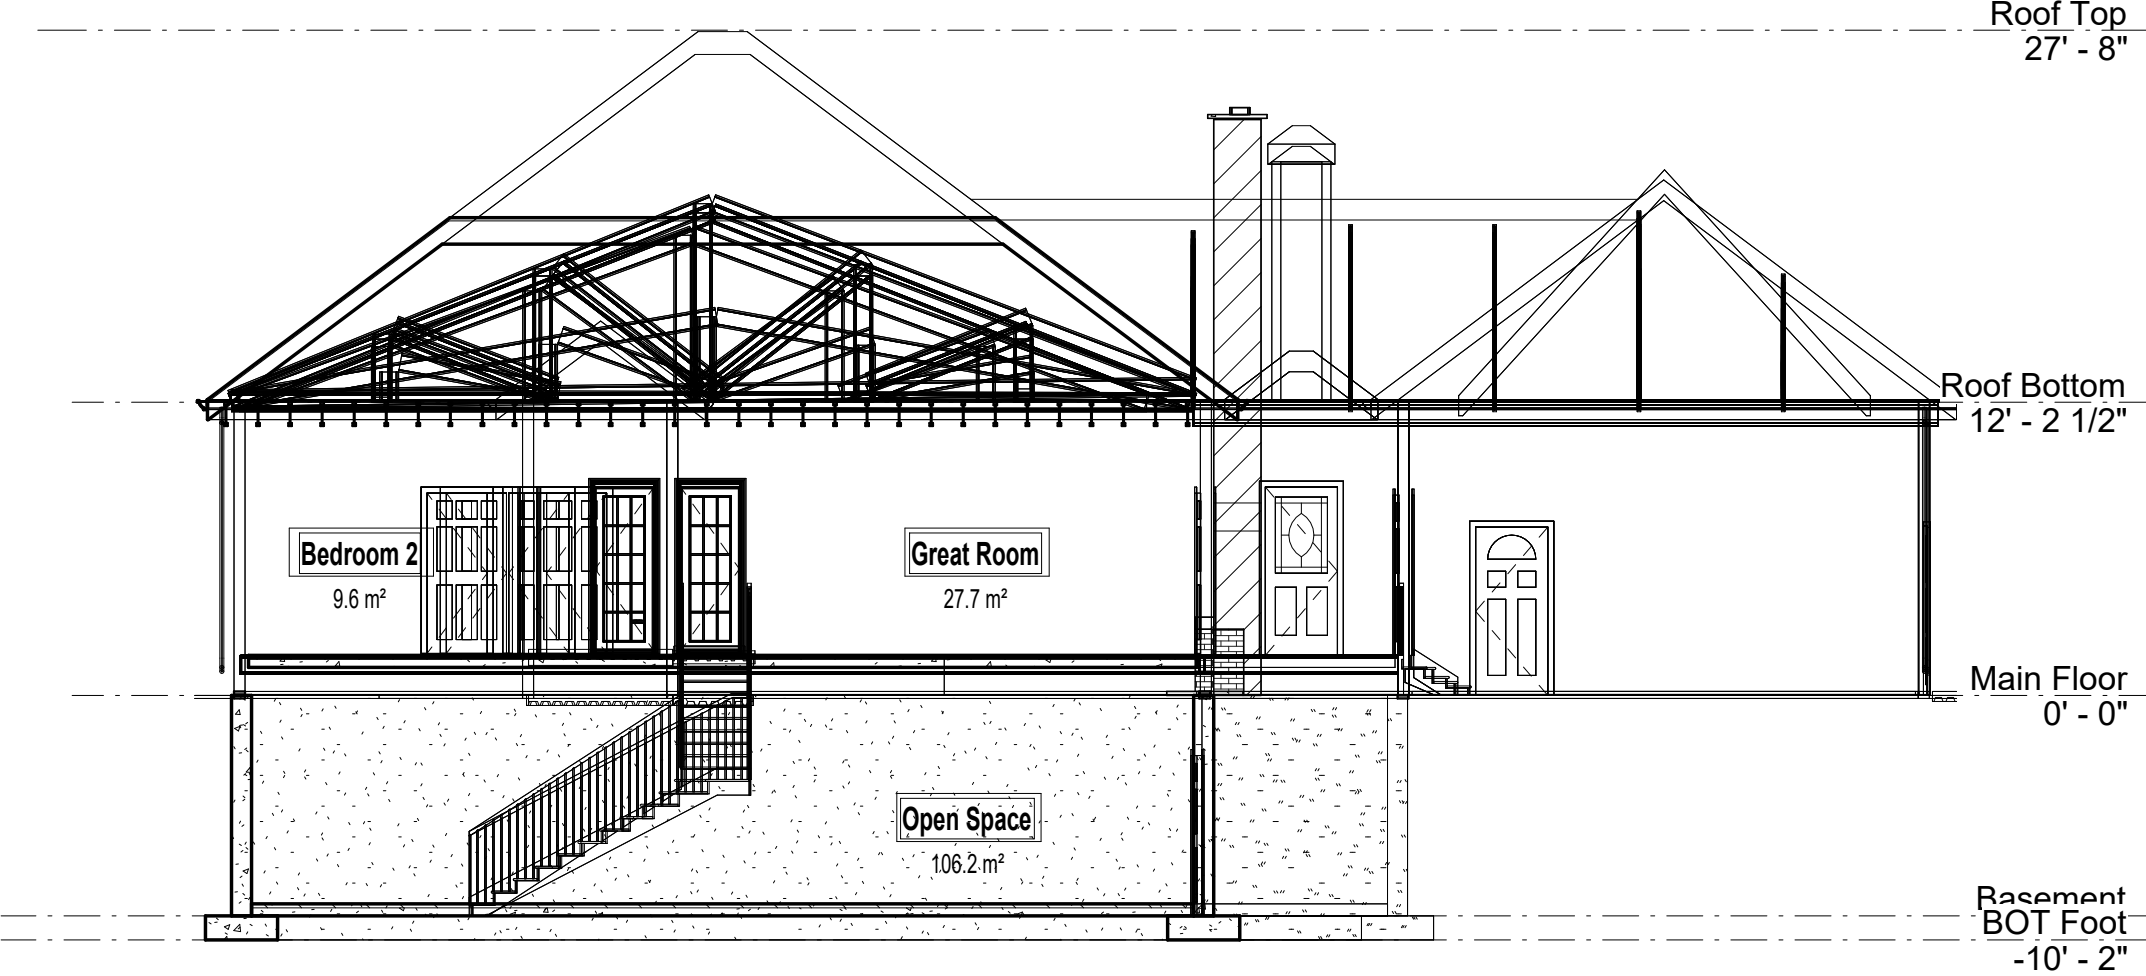 Roof Top
27' - 8"
Roof Bottom
12' - 2 1/2"
Bedroom 2
9.6 m²
Great Room
27.7 m²
Main Floor
0' - 0"
Open Space
106.2 m²
Basement
BOT Foot
-10' - 2"